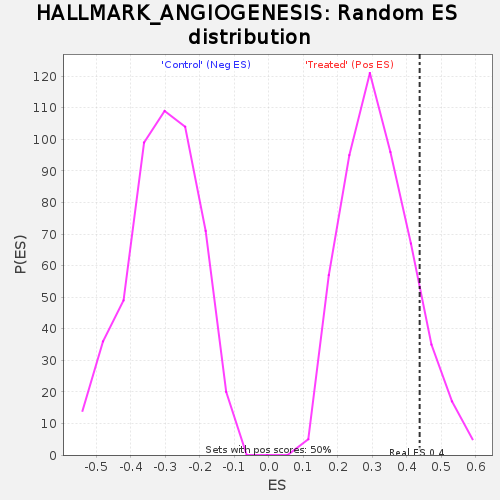 HALLMARK_ANGIOGENESIS: Random ES
distribution
'Control' (Neg ES)
'Treated' (Pos ES)
120
110
100
90
80
70
60
50
40
30
20
10
0
P(ES)
Sets with pos scores: 50%
Real ES 0.4
-0.5 -0.4 -0.3 -0.2 -0.1 0.0 0.1 0.2 0.3 0.4 0.5 0.6
ES